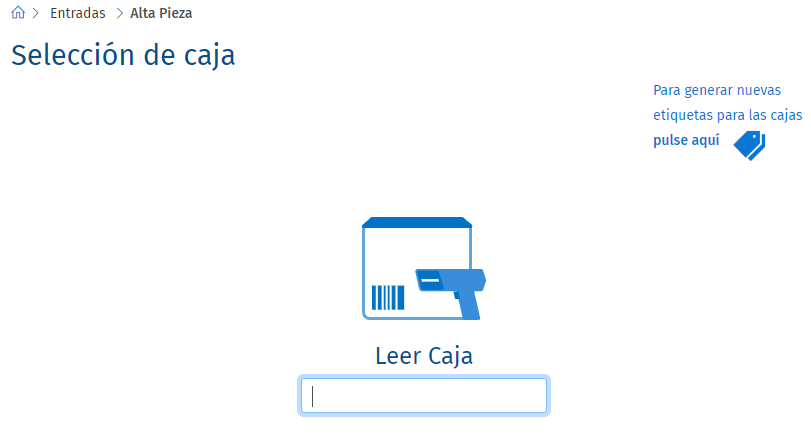 Entradas Alta Pieza
Selección de caja
Para generar nuevas
etiquetas para las cajas
pulse aquí
Leer Caja